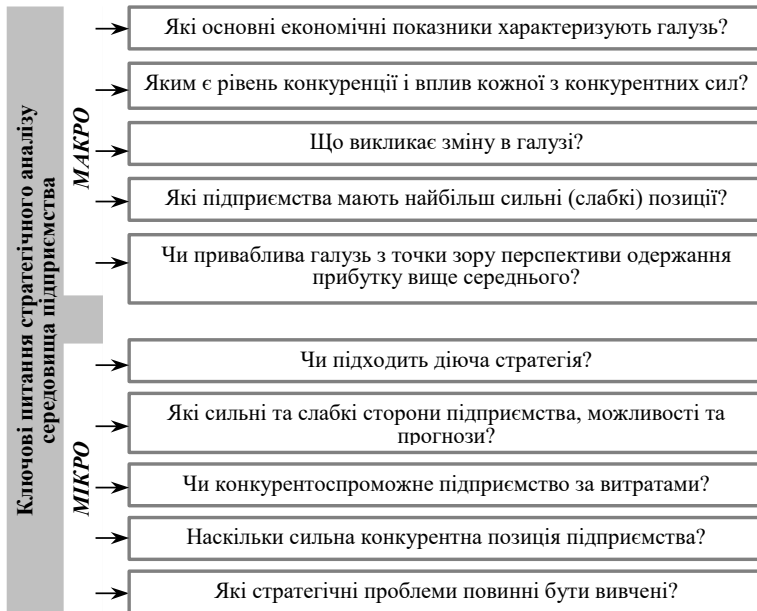 Ключові питання стратегічного аналізу
середовища підприємства
МАКРО
Які основні економічні показники характеризують галузь?
Яким є рівень конкуренції і вплив кожної з конкурентних сил?
Що викликає зміну в галузі?
Які підприємства мають найбільш сильні (слабкі) позиції?
Чи приваблива галузь з точки зору перспективи одержання
прибутку вище середнього?
МІКРО
Чи підходить діюча стратегія?
Які сильні та слабкі сторони підприємства, можливості та
прогнози?
Чи конкурентоспроможне підприємство за витратами?
Наскільки сильна конкурентна позиція підприємства?
Які стратегічні проблеми повинні бути вивчені?